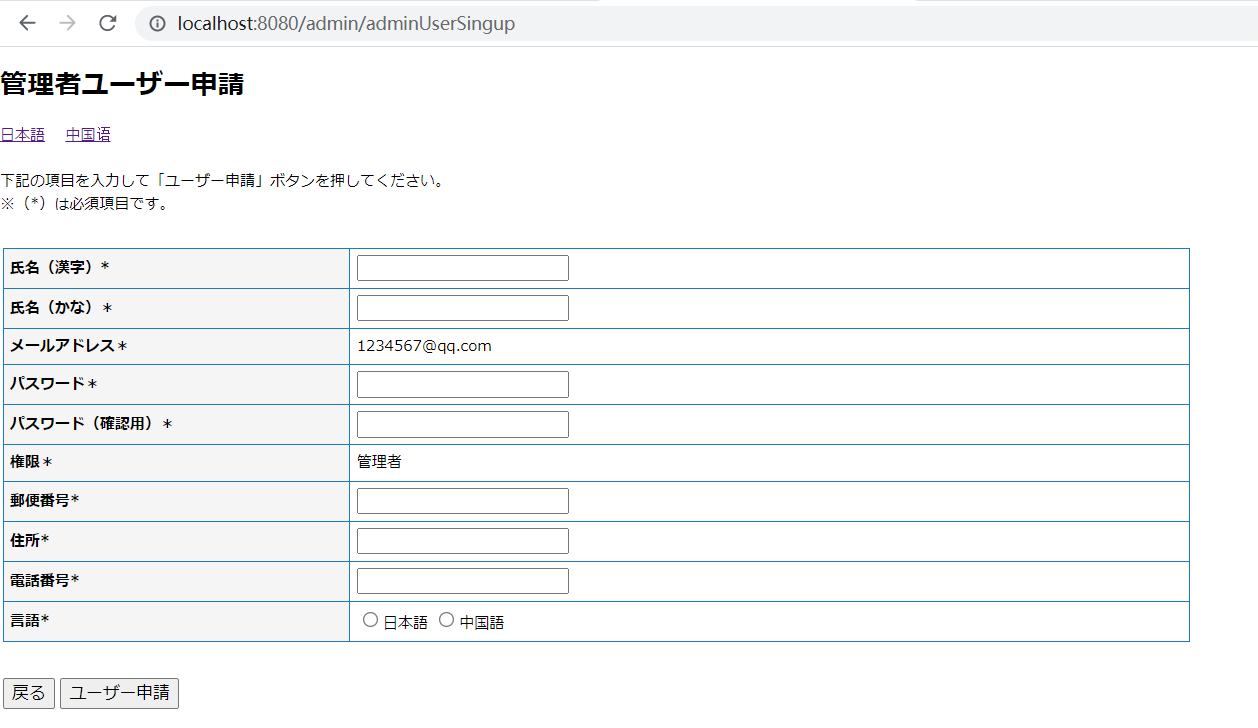 localhost:8080/admin/adminUserSingup
管理者ユーザー申請
日本語 中国语
下記の項目を入力して「ユーザー申請」ボタンを押してください。
※（*）は必須項目です。
氏名（漢字）*
氏名（かな）*
メールアドレス* 1234567@qq.com
パスワード*
パスワード（確認用）*
権限* 管理者
郵便番号*
住所*
電話番号*
言語* 日本語 中国語
戻る ユーザー申請